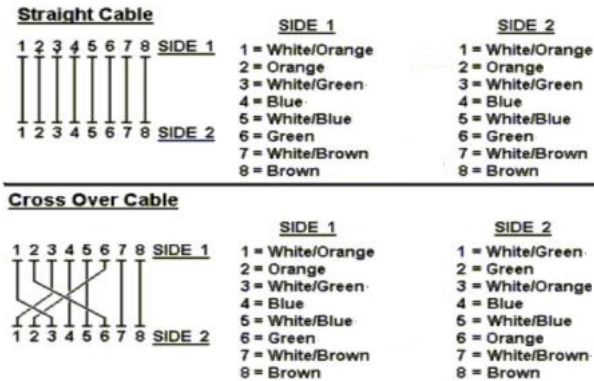 Straight Cable
1 2 3 4 5 6 7 8 SIDE 1
1 2 3 4 5 6 7 8 SIDE 2
SIDE 1
1 = White/Orange
2 = Orange
3 = White/Green
4 = Blue
5 = White/Blue
6 = Green
7 = White/Brown
8 = Brown
SIDE 2
1 = White/Orange
2 = Orange
3 = White/Green
4 = Blue
5 = White/Blue
6 = Green
7 = White/Brown
8 = Brown
Cross Over Cable
1 2 3 4 5 6 7 8 SIDE 1
1 2 3 4 5 6 7 8 SIDE 2
SIDE 1
1 = White/Orange
2 = Orange
3 = White/Green
4 = Blue
5 = White/Blue
6 = Green
7 = White/Brown
8 = Brown
SIDE 2
1 = White/Green
2 = Green
3 = White/Orange
4 = Blue
5 = White/Blue
6 = Orange
7 = White/Brown
8 = Brown